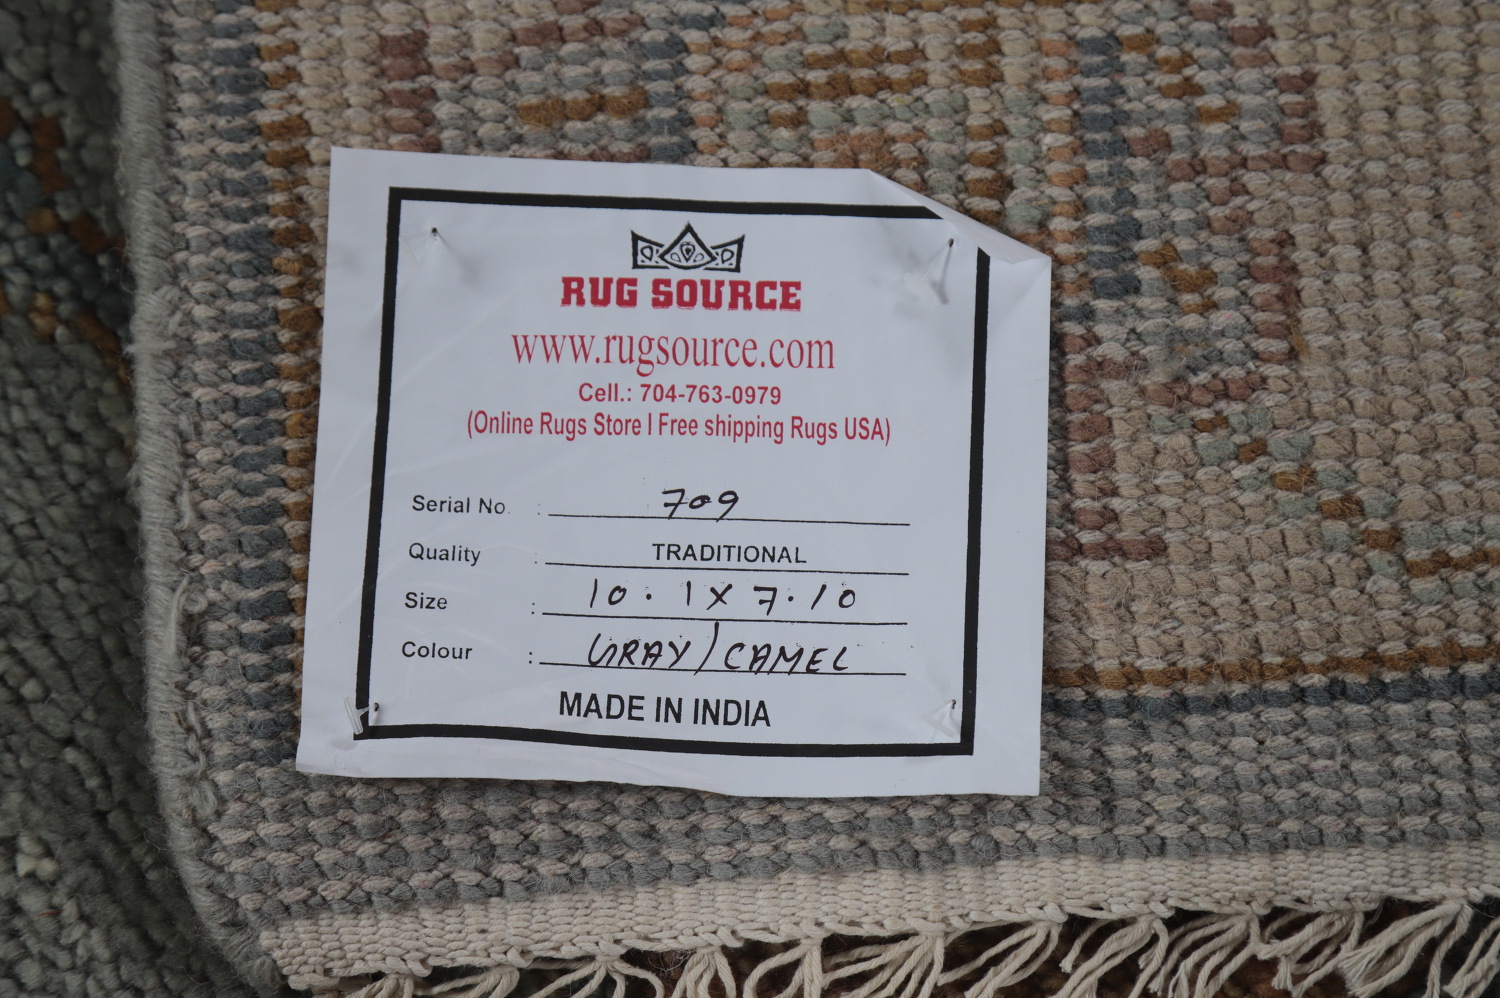 RUG SOURCE
www.rugsource.com
Cell.: 704-763-0979
(Online Rugs Store I Free shipping Rugs USA)
Serial No. : 709
Quality : TRADITIONAL
Size : 10.1X7.10
Colour : GRAY/CAMEL
MADE IN INDIA